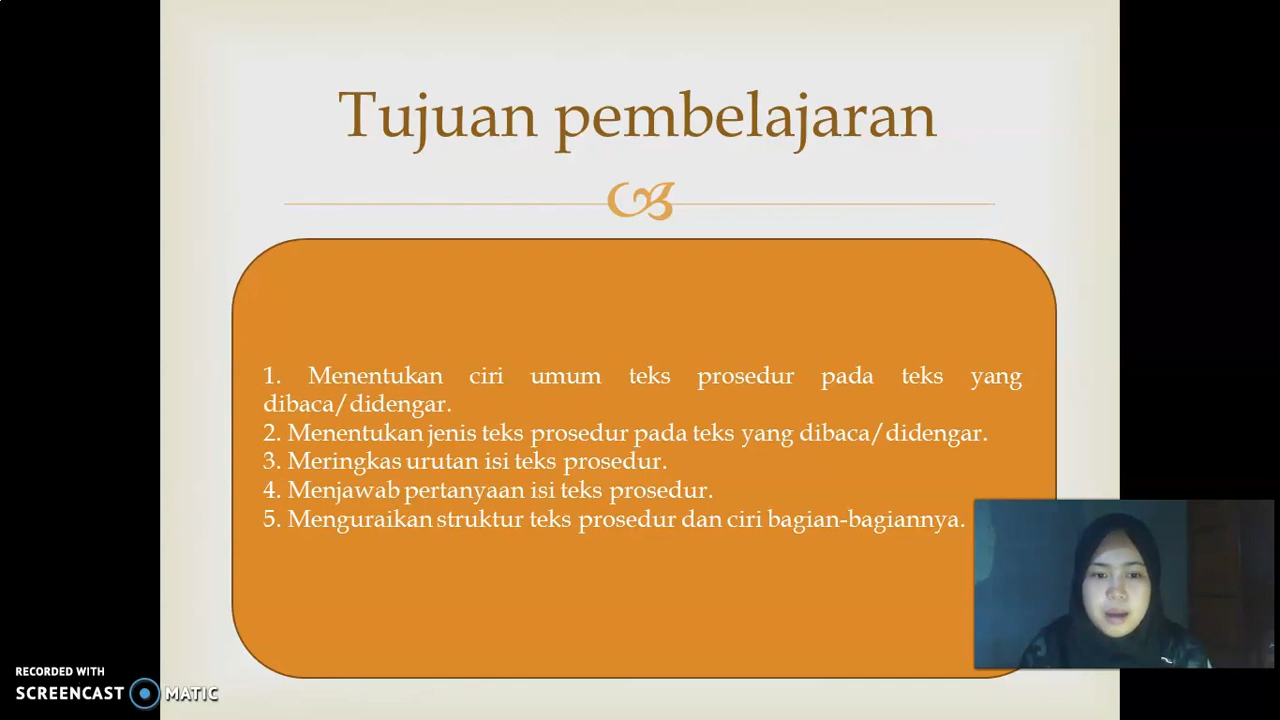 Tujuan pembelajaran
1. Menentukan ciri umum teks prosedur pada teks yang
dibaca/didengar.
2. Menentukan jenis teks prosedur pada teks yang dibaca/didengar.
3. Meringkas urutan isi teks prosedur.
4. Menjawab pertanyaan isi teks prosedur.
5. Menguraikan struktur teks prosedur dan ciri bagian-bagiannya.
RECORDED WITH
SCREENCAST MATIC